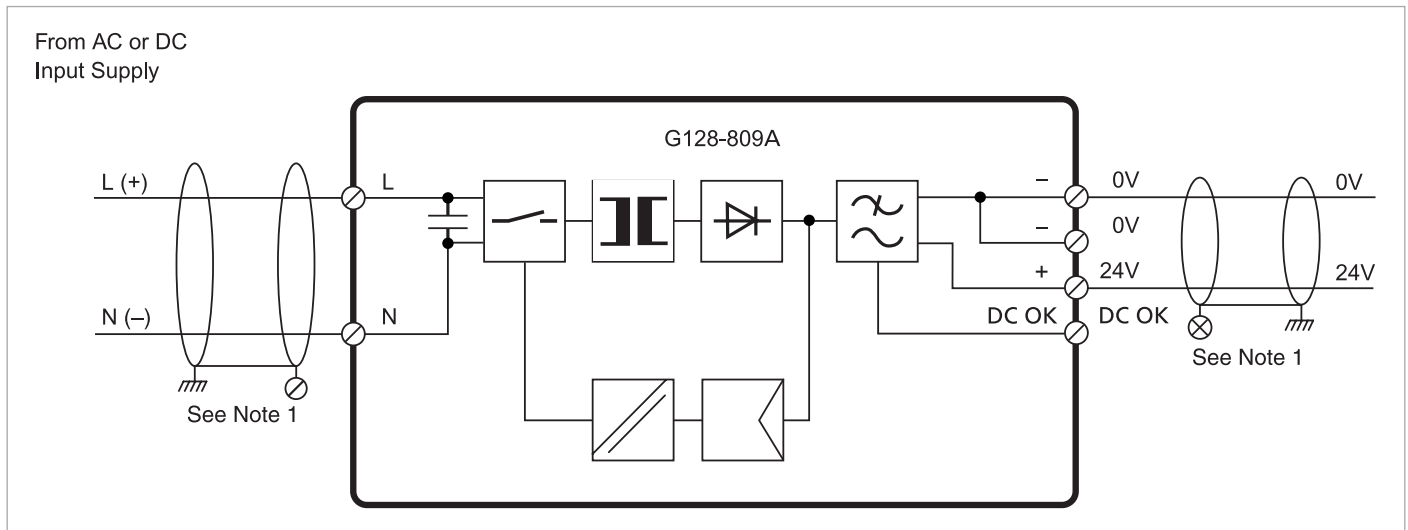 From AC or DC
Input Supply
G128-809A
L (+)
L
–
0V
0V
–
0V
+
24V
24V
N (–)
N
DC OK
DC OK
See Note 1
See Note 1